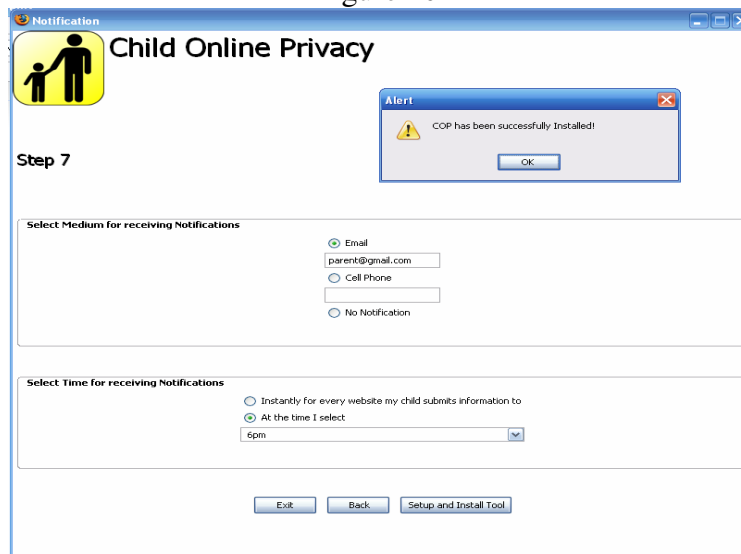 Notification
Child Online Privacy
Alert
COP has been successfully Installed!
OK
Step 7
Select Medium for receiving Notifications
Email
parent@gmail.com
Cell Phone
No Notification
Select Time for receiving Notifications
Instantly for every website my child submits information to
At the time I select
6pm
Exit
Back
Setup and Install Tool